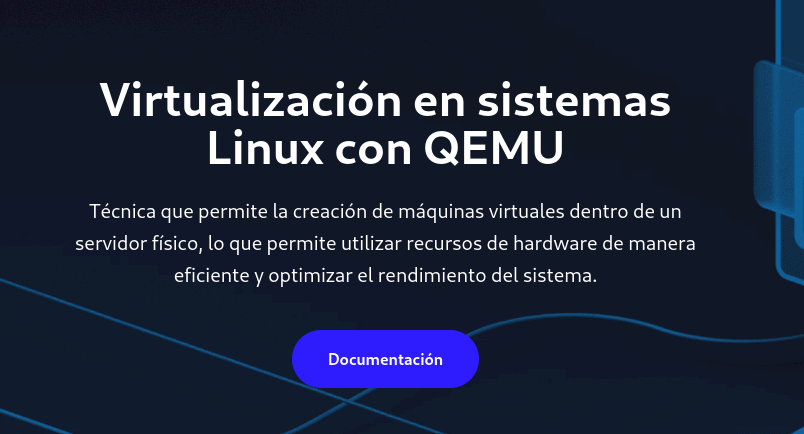 Virtualización en sistemas
Linux con QEMU
Técnica que permite la creación de máquinas virtuales dentro de un
servidor físico, lo que permite utilizar recursos de hardware de manera
eficiente y optimizar el rendimiento del sistema.
Documentación